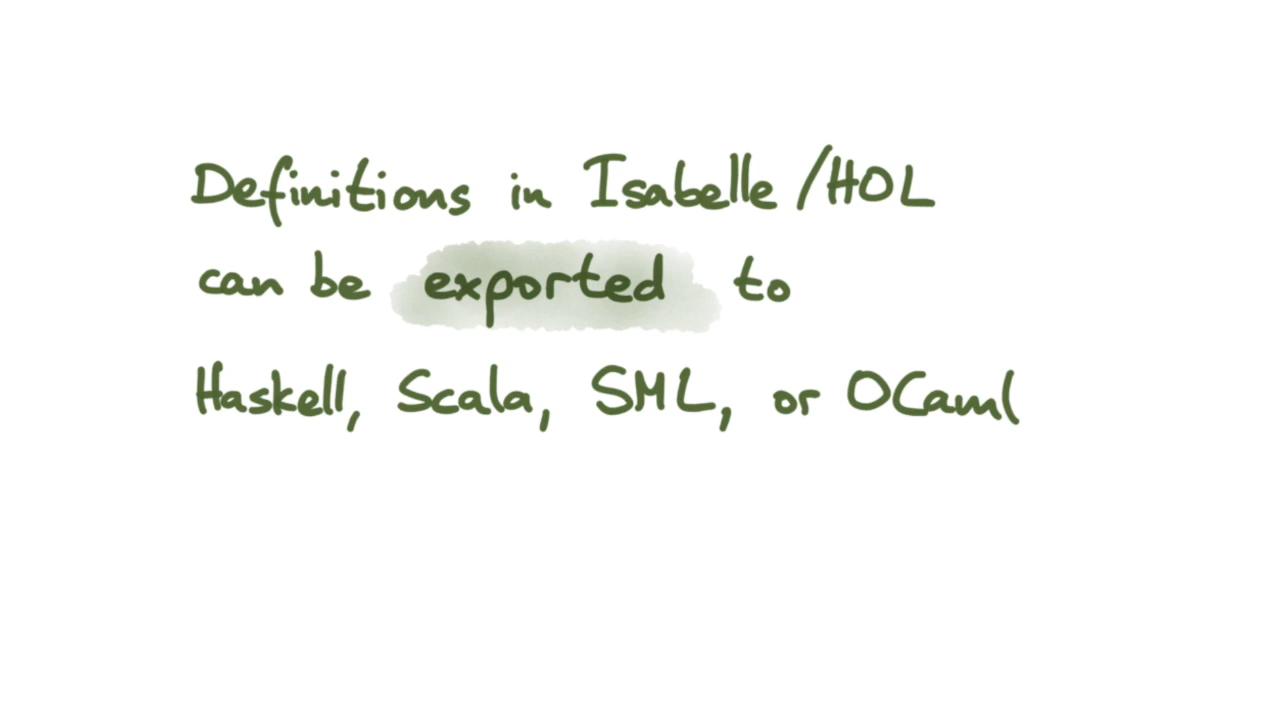 Definitions in Isabelle/HOL
can be exported to
Haskell, Scala, SML, or OCaml